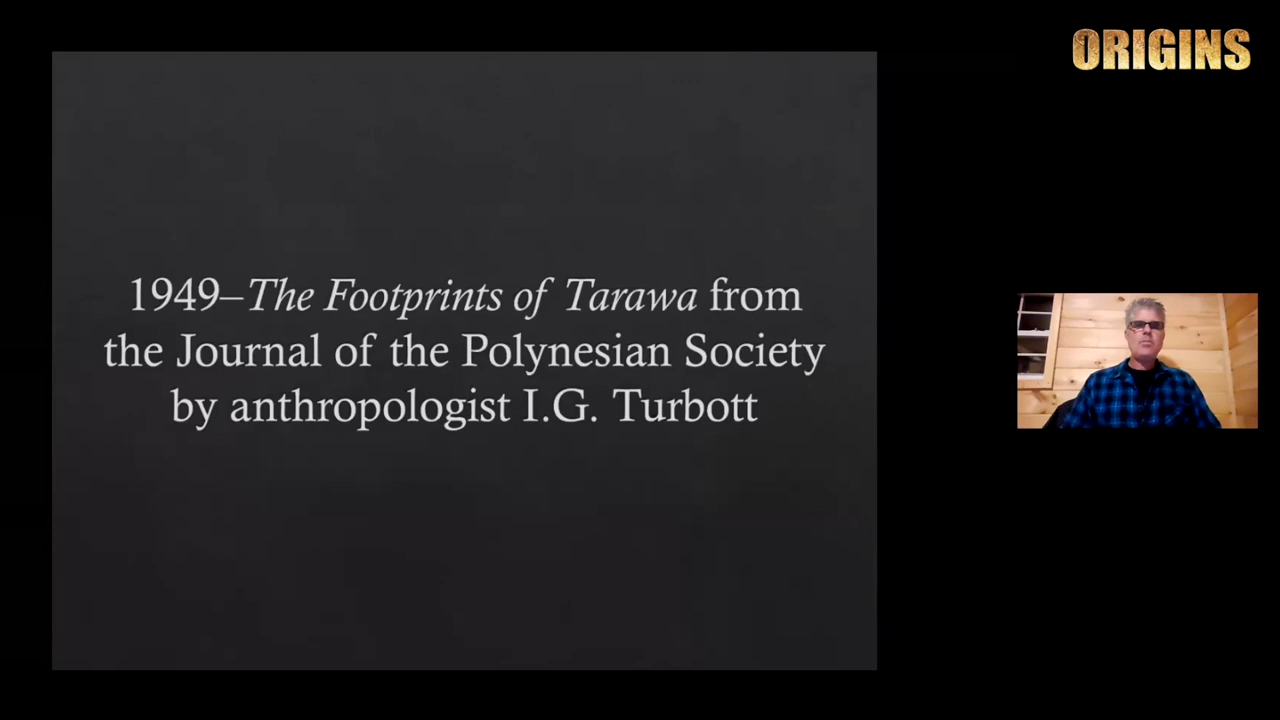 ORIGINS
1949–The Footprints of Tarawa from
the Journal of the Polynesian Society
by anthropologist I.G. Turbott